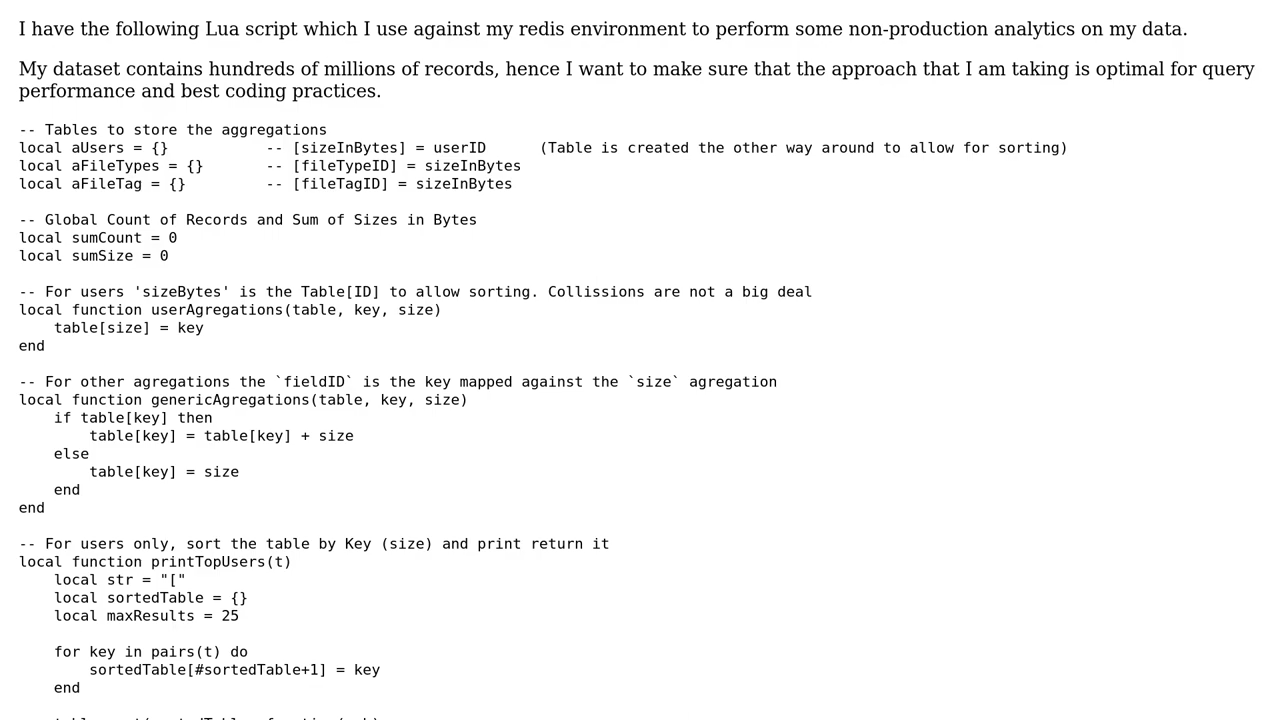 I have the following Lua script which I use against my redis environment to perform some non-production analytics on my data.
My dataset contains hundreds of millions of records, hence I want to make sure that the approach that I am taking is optimal for query
performance and best coding practices.
-- Tables to store the aggregations
local aUsers = {}           -- [sizeInBytes] = userID      (Table is created the other way around to allow for sorting)
local aFileTypes = {}       -- [fileTypeID] = sizeInBytes
local aFileTag = {}         -- [fileTagID] = sizeInBytes
-- Global Count of Records and Sum of Sizes in Bytes
local sumCount = 0
local sumSize = 0
-- For users 'sizeBytes' is the Table[ID] to allow sorting. Collissions are not a big deal
local function userAgregations(table, key, size)
    table[size] = key
end
-- For other agregations the `fieldID` is the key mapped against the `size` agregation
local function genericAgregations(table, key, size)
    if table[key] then
        table[key] = table[key] + size
    else
        table[key] = size
    end
end
-- For users only, sort the table by Key (size) and print return it
local function printTopUsers(t)
    local str = "["
    local sortedTable = {}
    local maxResults = 25
    for key in pairs(t) do
        sortedTable[#sortedTable+1] = key
    end